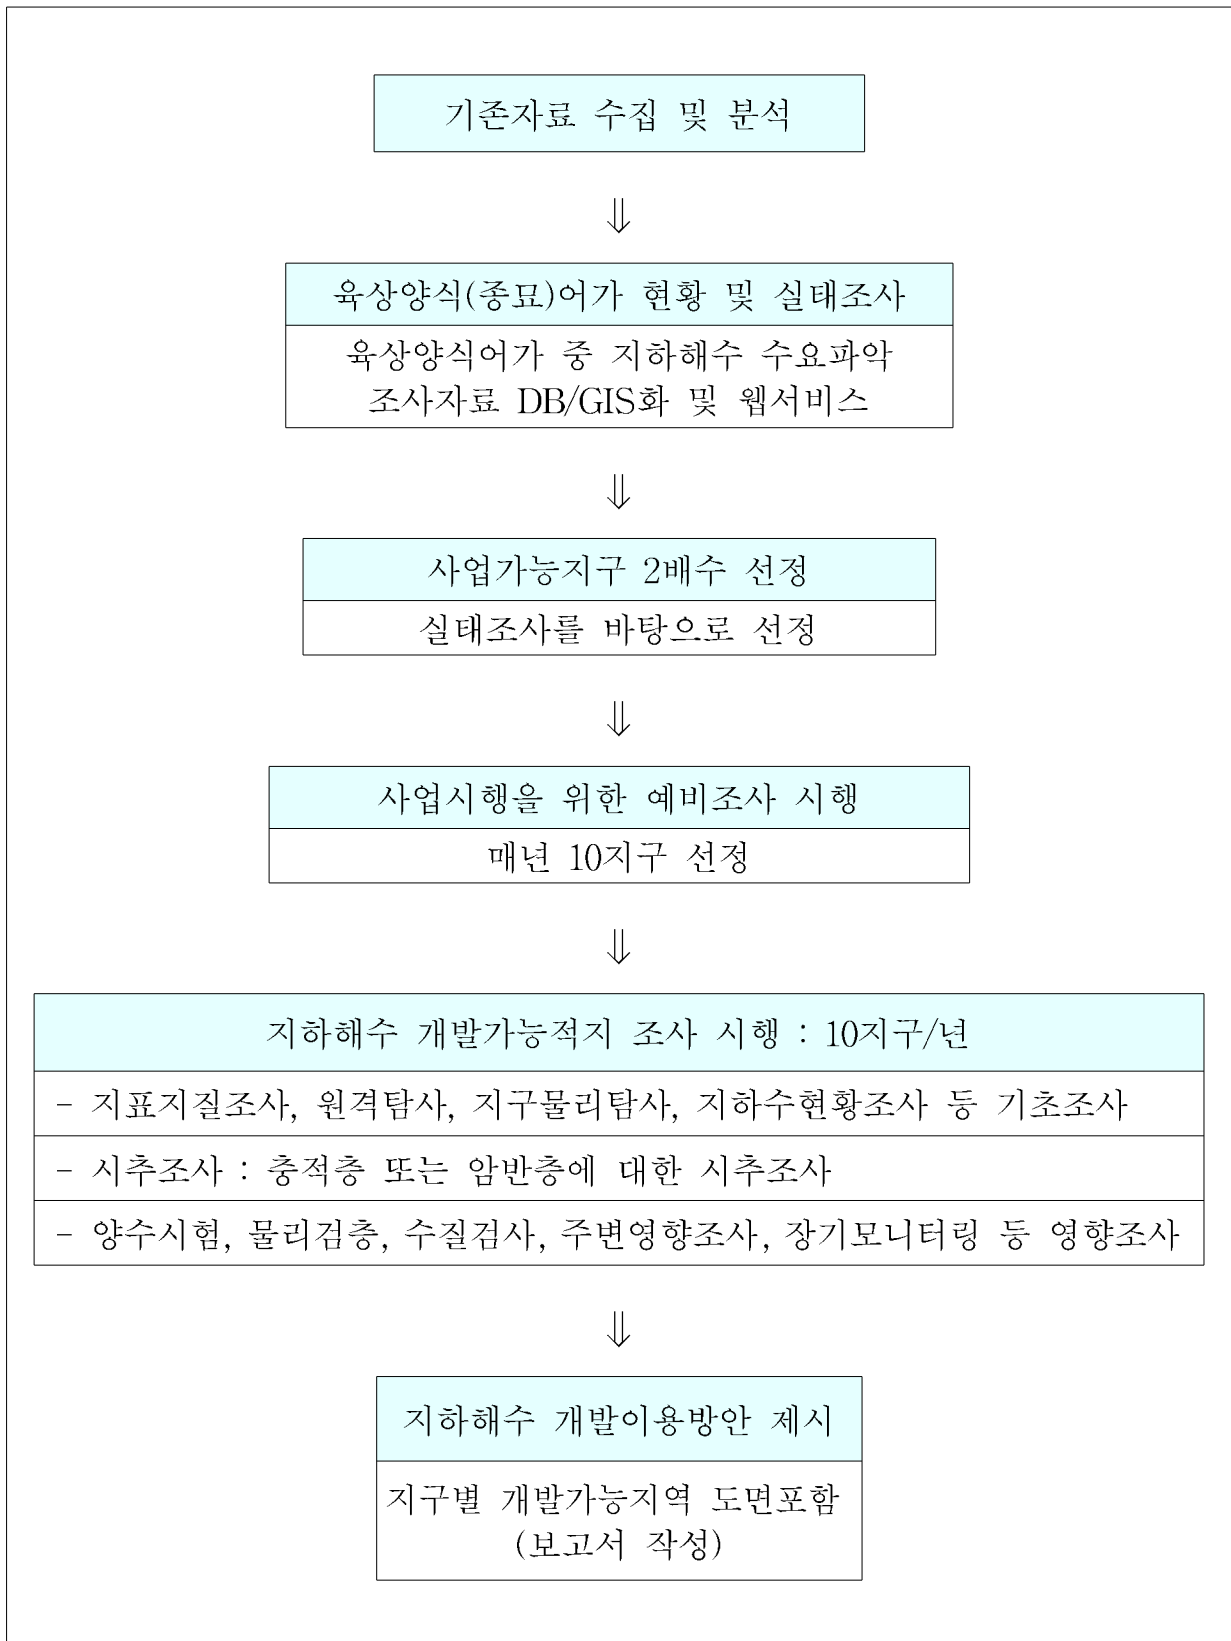 기존자료 수집 및 분석
⇓
육상양식(종묘)어가 현황 및 실태조사
육상양식어가 중 지하해수 수요파악
조사자료 DB/GIS화 및 웹서비스
⇓
사업가능지구 2배수 선정
실태조사를 바탕으로 선정
⇓
사업시행을 위한 예비조사 시행
매년 10지구 선정
⇓
지하해수 개발가능적지 조사 시행 : 10지구/년
- 지표지질조사, 원격탐사, 지구물리탐사, 지하수현황조사 등 기초조사
- 시추조사 : 충적층 또는 암반층에 대한 시추조사
- 양수시험, 물리검층, 수질검사, 주변영향조사, 장기모니터링 등 영향조사
⇓
지하해수 개발이용방안 제시
지구별 개발가능지역 도면포함
(보고서 작성)